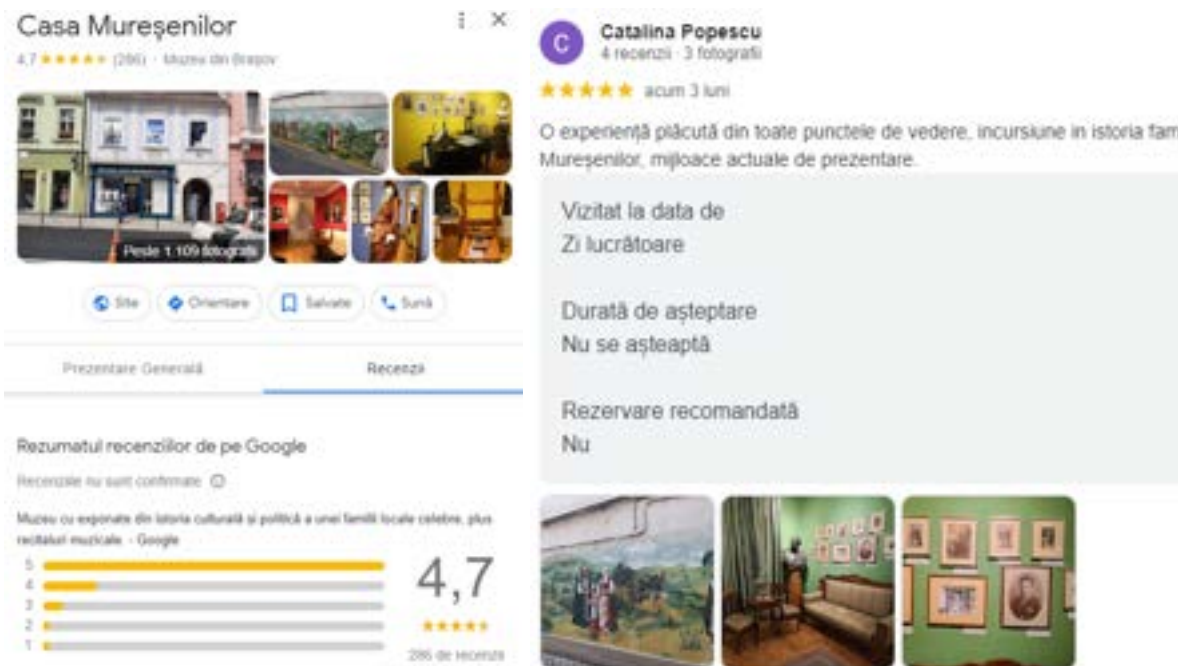 Casa Mureșenilor
4,7 (286) · Muzeu din Brașov
Peste 1.109 fotografii
Site
Orientare
Salvate
Sună
Prezentare Generală
Recenzii
Rezumatul recenziilor de pe Google
Recenziile nu sunt confirmate
Muzeu cu exponate din istoria culturală și politică a unei familii locale celebre, plus
recitaluri muzicale. - Google
5
4
3
2
1
4,7
286 de recenzii
C
Catalina Popescu
4 recenzii · 3 fotografii
acum 3 luni
O experiență plăcută din toate punctele de vedere, incursiune in istoria fam
Mureșenilor, mijloace actuale de prezentare.
Vizitat la data de
Zi lucrătoare
Durată de așteptare
Nu se așteaptă
Rezervare recomandată
Nu